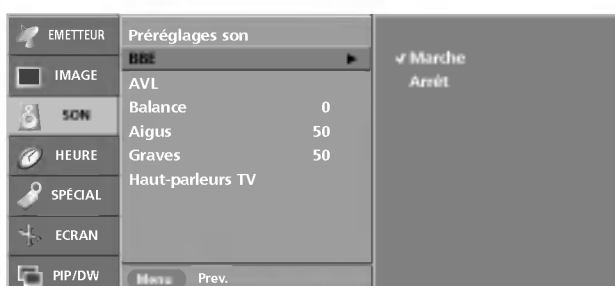 EMETTEUR
IMAGE
SON
HEURE
SPÉCIAL
ECRAN
PIP/DW
Préréglages son
BBE
AVL
Balance 0
Aigus 50
Graves 50
Haut-parleurs TV
Menu Prev.
Marche
Arrêt